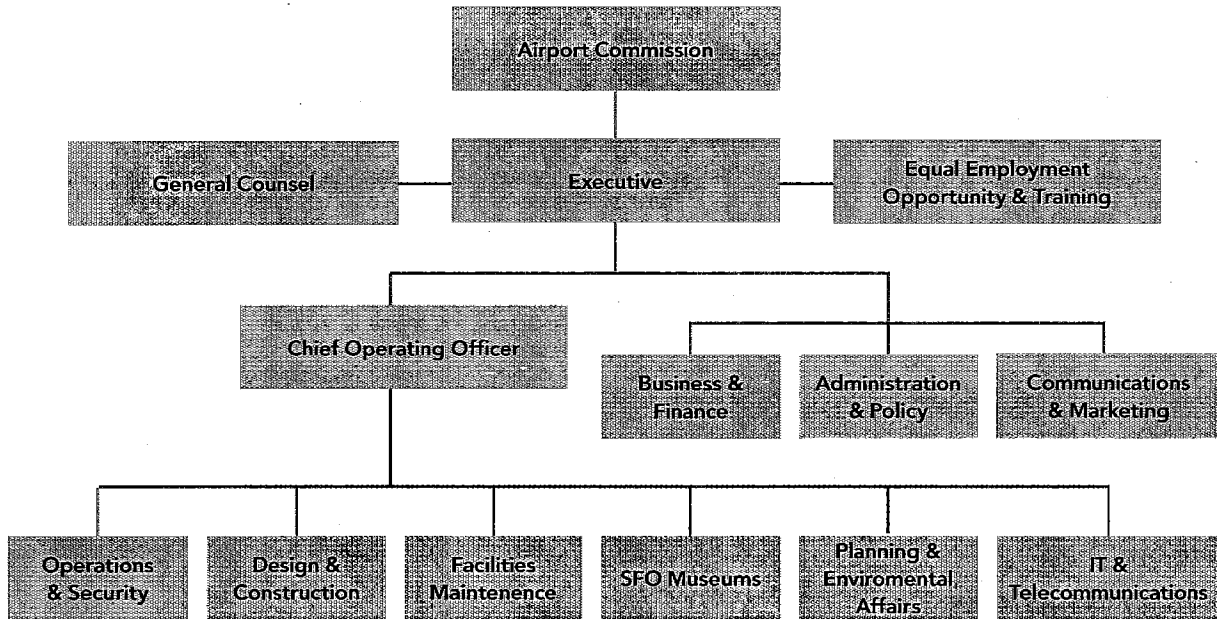 Airport Commission
General Counsel
Executive
Equal Employment
Opportunity & Training
Chief Operating Officer
Business &
Finance
Administration
& Policy
Communications
& Marketing
Operations
& Security
Design &
Construction
Facilities
Maintenence
SFO Museums
Planning &
Enviromental
Affairs
IT &
Telecommunications